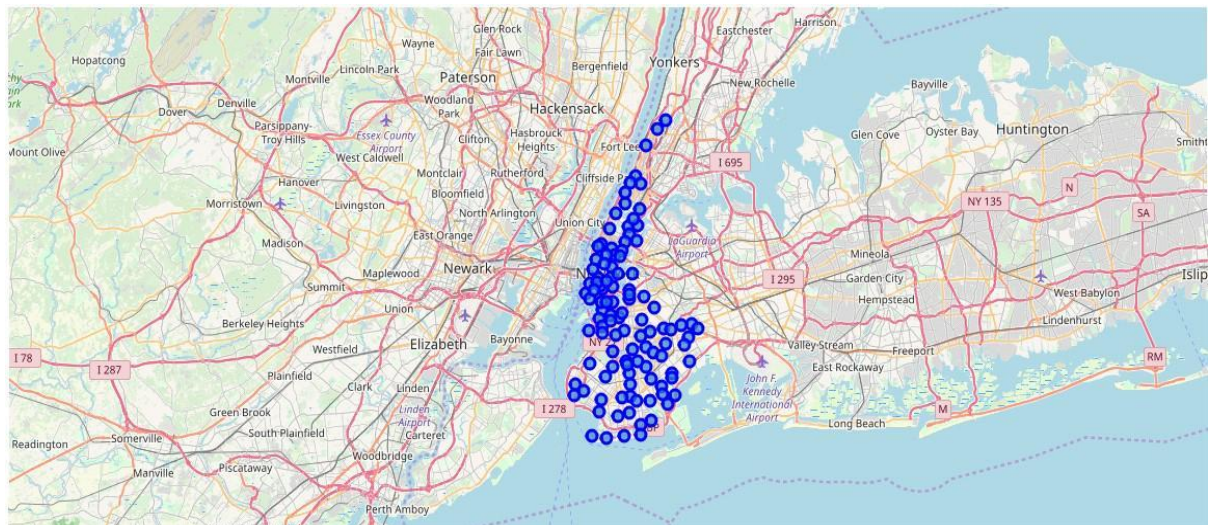 Hopatcong
Glen Rock
Fair Lawn
Wayne
Lincoln Park
Montville
Paterson
Bergenfield
Yonkers
Eastchester
Harrison
New Rochelle
Bayville
Denville
Dover
Parsippany-
Troy Hills
Essex County
Airport
Woodland
Park
Clifton
Hackensack
Hasbrouck
Heights
Fort Lee
Glen Cove
Oyster Bay
Huntington
Mount Olive
West Caldwell
Montclair
Rutherford
I 695
Hanover
Bloomfield
Morristown
Livingston
North Arlington
Union City
N
NY 135
SA
East Orange
LaGuardia
Airport
Madison
Maplewood
Newark
I 295
Mineola
Garden City
Summit
Union
Hempstead
West Babylon
Berkeley Heights
Lindenhurst
I 78
Westfield
Elizabeth
Bayonne
Valley Stream
Freeport
I 287
Plainfield
Clark
East Rockaway
RM
Linden
Linden
Airport
I 278
John F.
Kennedy
International
Airport
M
Green Brook
Long Beach
Readington
Somerville
South Plainfield
Carteret
Manville
Piscataway
Woodbridge
Perth Amboy